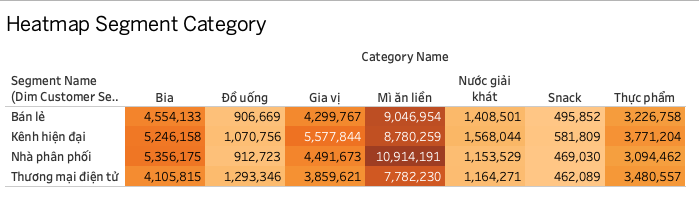 Heatmap Segment Category
Category Name
Segment Name
(Dim Customer Se.. Bia Đồ uống Gia vị Mì ăn liền Nước giải khát Snack Thực phẩm
Bán lẻ 4,554,133 906,669 4,299,767 9,046,954 1,408,501 495,852 3,226,758
Kênh hiện đại 5,246,158 1,070,756 5,577,844 8,780,259 1,568,044 581,809 3,771,204
Nhà phân phối 5,356,175 912,723 4,491,673 10,914,191 1,153,529 469,030 3,094,462
Thương mại điện tử 4,105,815 1,293,346 3,859,621 7,782,230 1,164,271 462,089 3,480,557